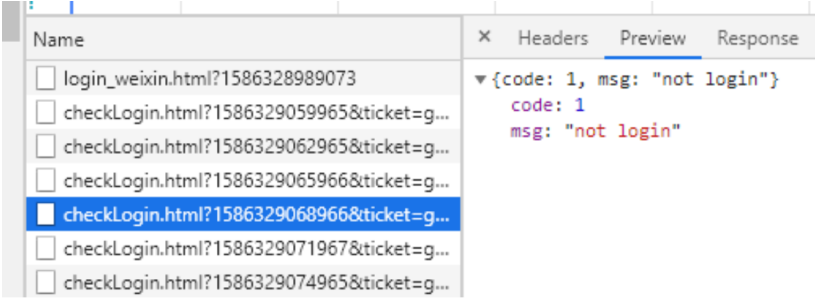 Name
login_weixin.html?1586328989073
checkLogin.html?1586329059965&ticket=g...
checkLogin.html?1586329062965&ticket=g...
checkLogin.html?1586329065966&ticket=g...
checkLogin.html?1586329068966&ticket=g...
checkLogin.html?1586329071967&ticket=g...
checkLogin.html?1586329074965&ticket=g...
× Headers Preview Response
▼{code: 1, msg: "not login"}
code: 1
msg: "not login"